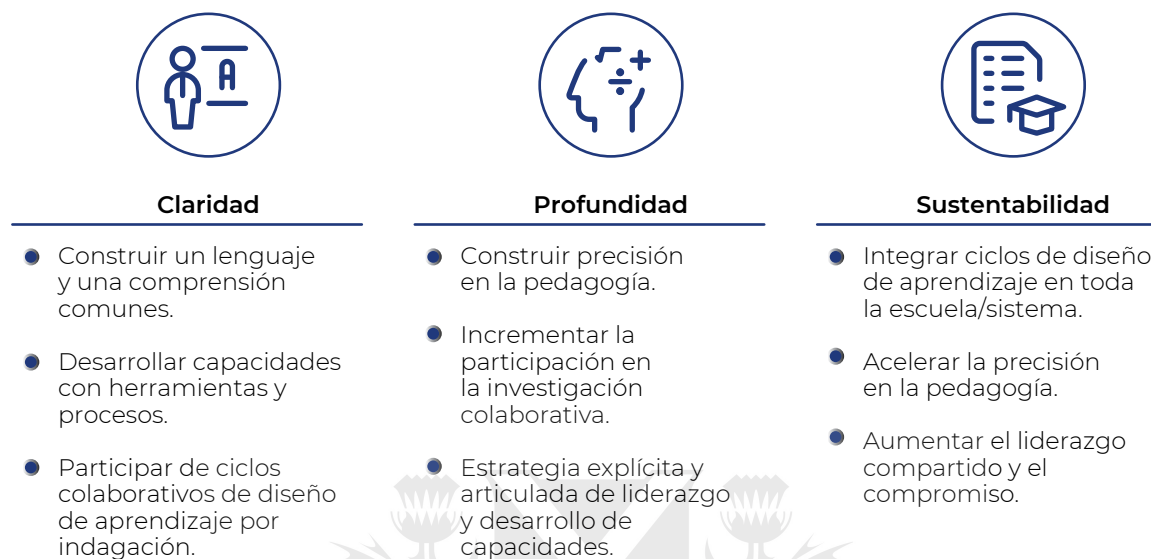 Claridad
Construir un lenguaje
y una comprensión
comunes.
Desarrollar capacidades
con herramientas y
procesos.
Participar de ciclos
colaborativos de diseño
de aprendizaje por
indagación.
Profundidad
Construir precisión
en la pedagogía.
Incrementar la
participación en
la investigación
colaborativa.
Estrategia explícita y
articulada de liderazgo
y desarrollo de
capacidades.
Sustentabilidad
Integrar ciclos de diseño
de aprendizaje en toda
la escuela/sistema.
Acelerar la precisión
en la pedagogía.
Aumentar el liderazgo
compartido y el
compromiso.